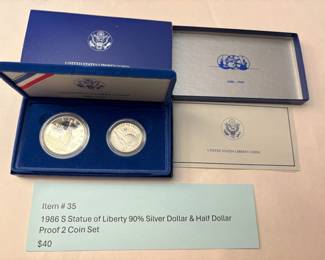 UNITED STATES LIBERTY COINS
1886-1986
UNITED STATES LIBERTY COINS
Item # 35
1986 S Statue of Liberty 90% Silver Dollar & Half Dollar
Proof 2 Coin Set
$40